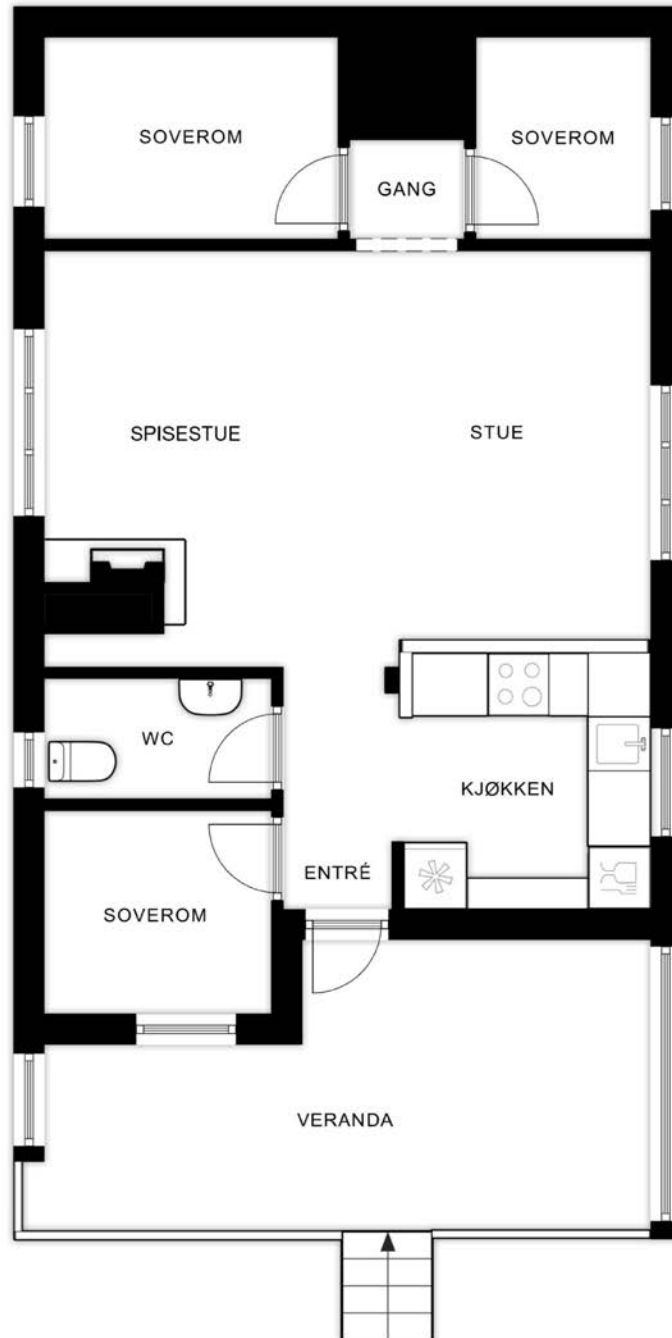 SOVEROM
SOVEROM
GANG
SPISESTUE
STUE
WC
KJØKKEN
ENTRÉ
SOVEROM
VERANDA